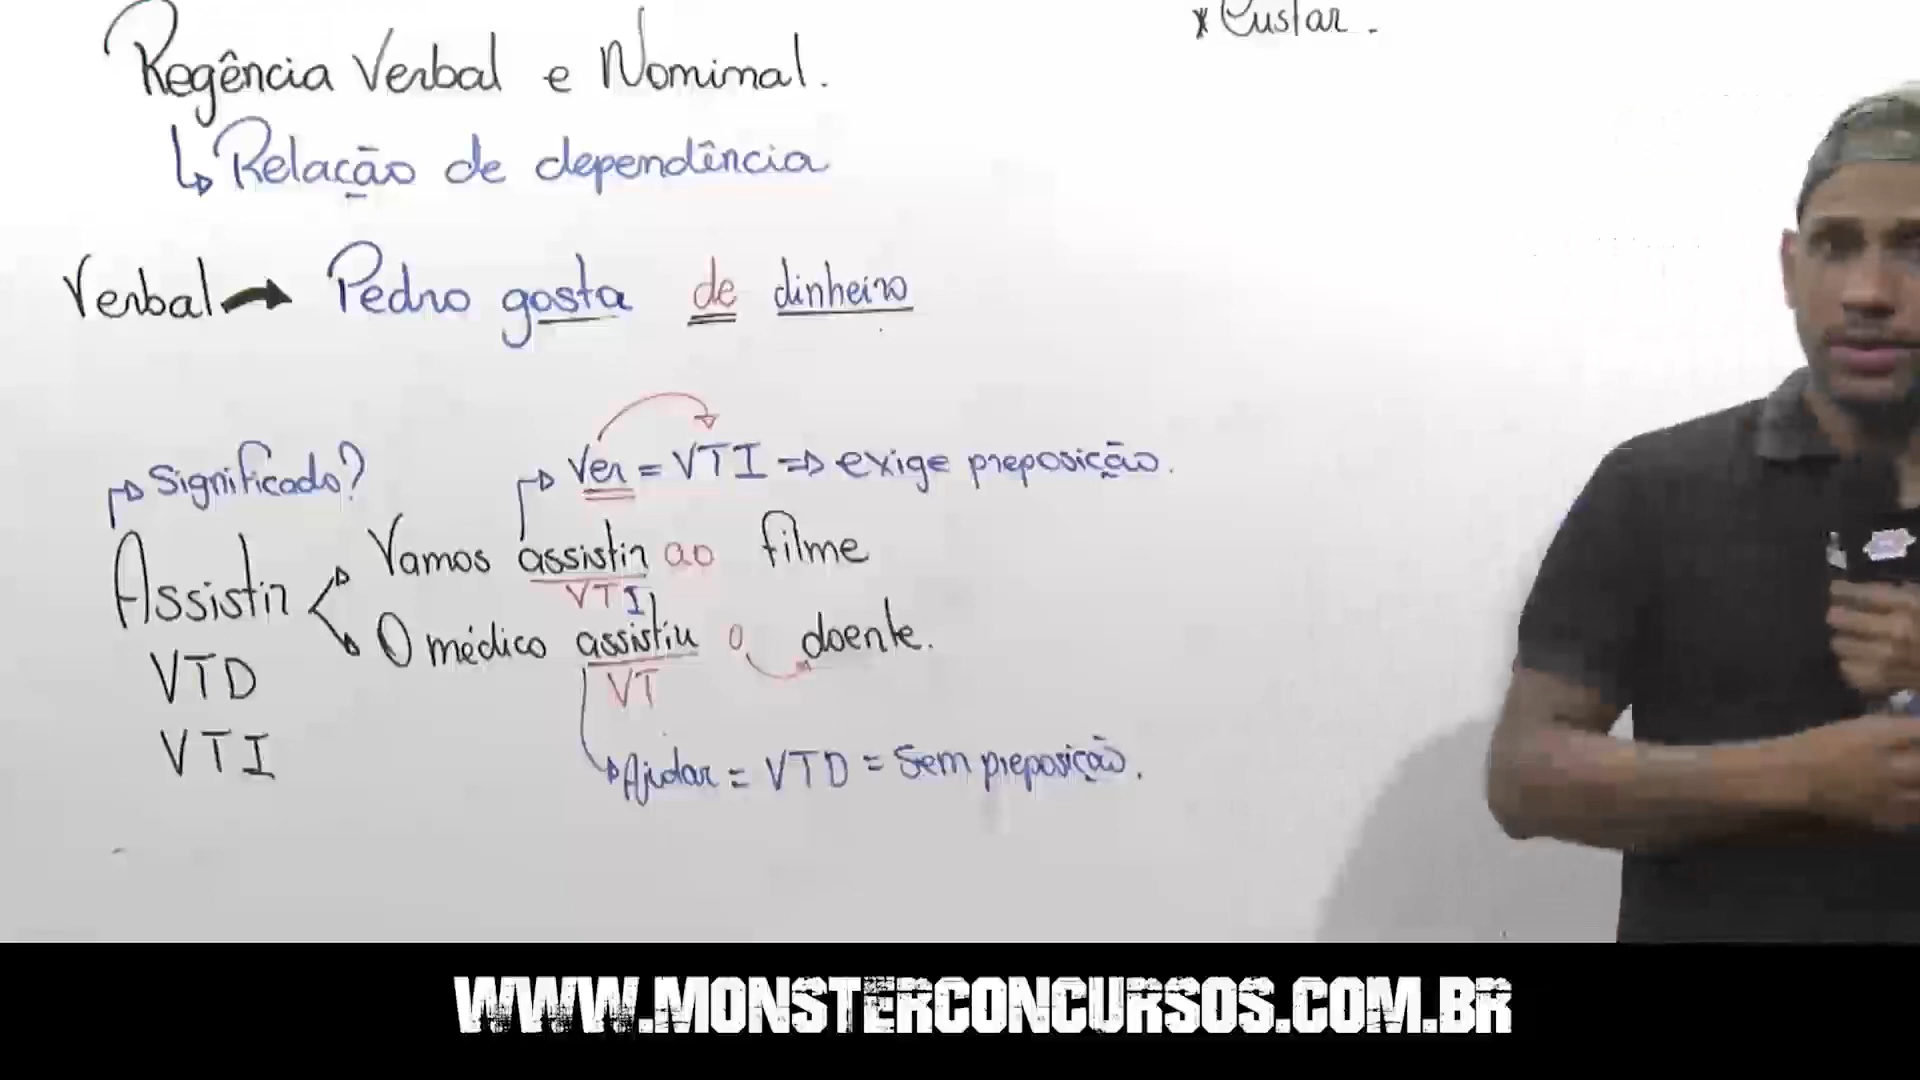 * Custar.
Regência Verbal e Nominal.
↳ Relação de dependência
Verbal → Pedro gosta de dinheiro
Significado?
Ver = VTI => exige preposição.
Vamos assistir ao filme
Assistir
VTI
O médico assistiu o doente.
VTD
VT
VTI
Ajudar = VTD = Sem preposição.
WWW.MONSTERCONCURSOS.COM.BR